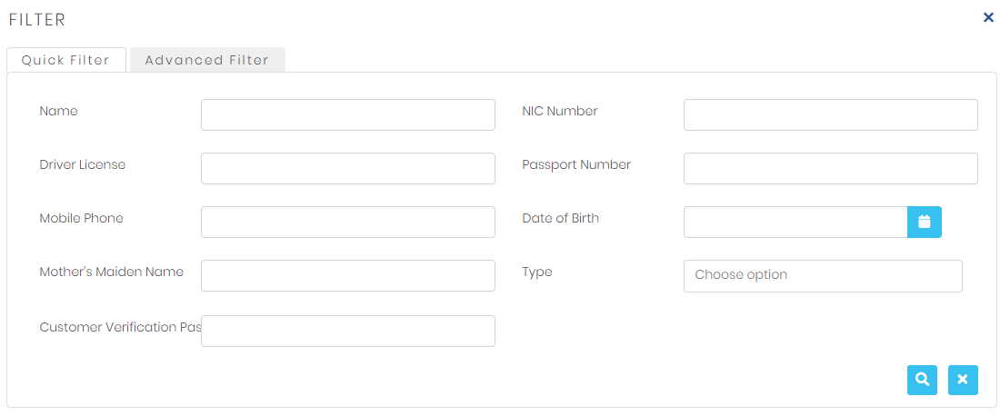 FILTER
Quick Filter
Advanced Filter
Name
NIC Number
Driver License
Passport Number
Mobile Phone
Date of Birth
Mother's Maiden Name
Type
Choose option
Customer Verification Pas